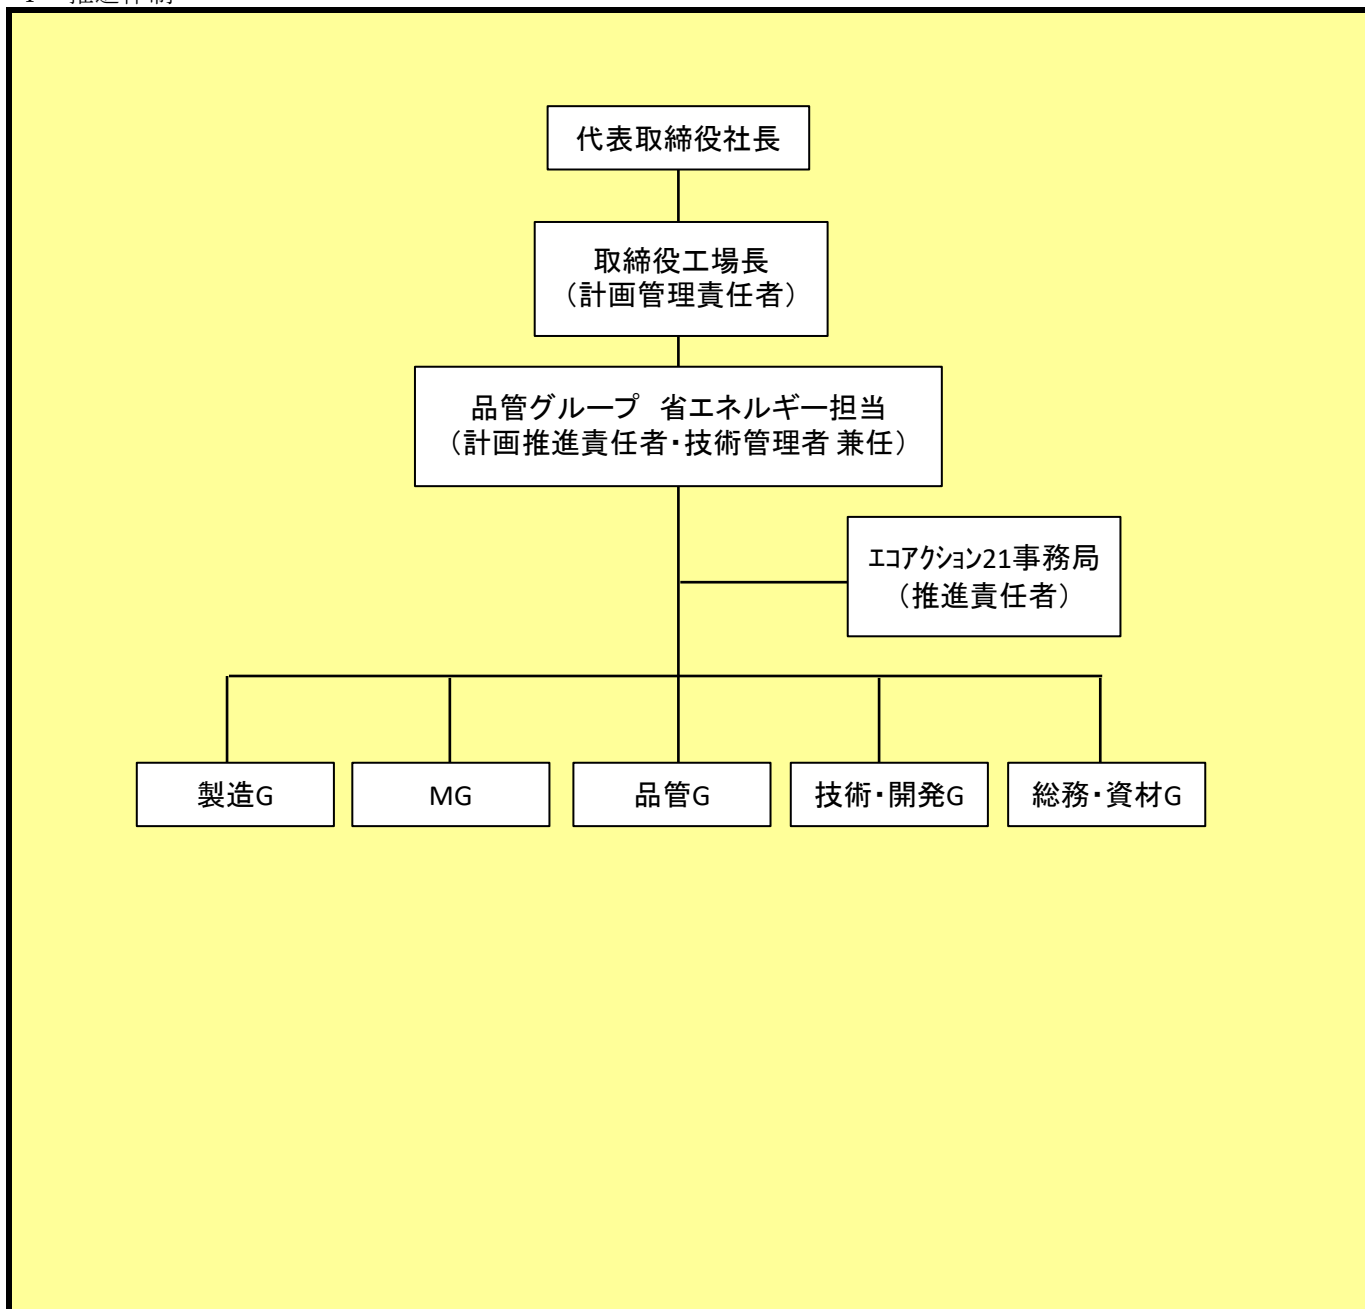 代表取締役社長
取締役工場長
（計画管理責任者）
品管グループ　省エネルギー担当
（計画推進責任者・技術管理者 兼任）
ｴｺｱｸｼｮﾝ21事務局
（推進責任者）
製造G
MG
品管G
技術・開発G
総務・資材G